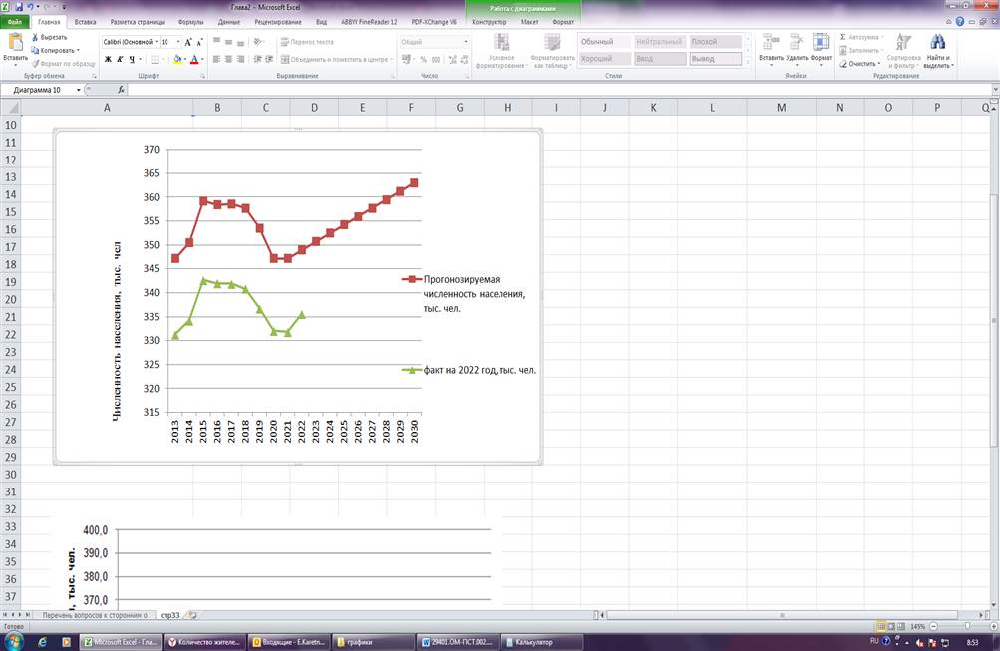 Глава2 - Microsoft Excel
Работа с диаграммами
Файл Главная Вставка Разметка страницы Формулы Данные Рецензирование Вид ABBYY FineReader 12 PDF-XChange V6 Конструктор Макет Формат
Вставить
Вырезать
Копировать
Формат по образцу
Буфер обмена
Calibri (Основной 10
Ж К Ч
Шрифт
Перенос текста
Объединить и поместить в центре
Выравнивание
Общий
Число
Условное форматирование
Форматировать как таблицу
Обычный Нейтральный Плохой
Хороший Ввод Вывод
Стили
Вставить Удалить Формат
Ячейки
Автосумма
Заполнить
Очистить
Сортировка и фильтр
Найти и выделить
Редактирование
Диаграмма 10 fx
A B C D E F G H I J K L M N O P Q
10
11
12
13
14
15
16
17
18
19
20
21
22
23
24
25
26
27
28
29
30
31
32
33
34
35
36
37
Численность населения, тыс. чел
370
365
360
355
350
345
340
335
330
325
320
315
2013 2014 2015 2016 2017 2018 2019 2020 2021 2022 2023 2024 2025 2026 2027 2028 2029 2030
Прогонозируемая
численность населения,
тыс. чел.
факт на 2022 год, тыс. чел.
, тыс. чел.
400,0
390,0
380,0
370,0
Перечень вопросов к сторонним о стр33
Готово 145%
Microsoft Excel - Гла... Количество жителе... Входящие - E.Karetn... графики 29401.ОМ-ПСТ.002.... Калькулятор RU 8:53